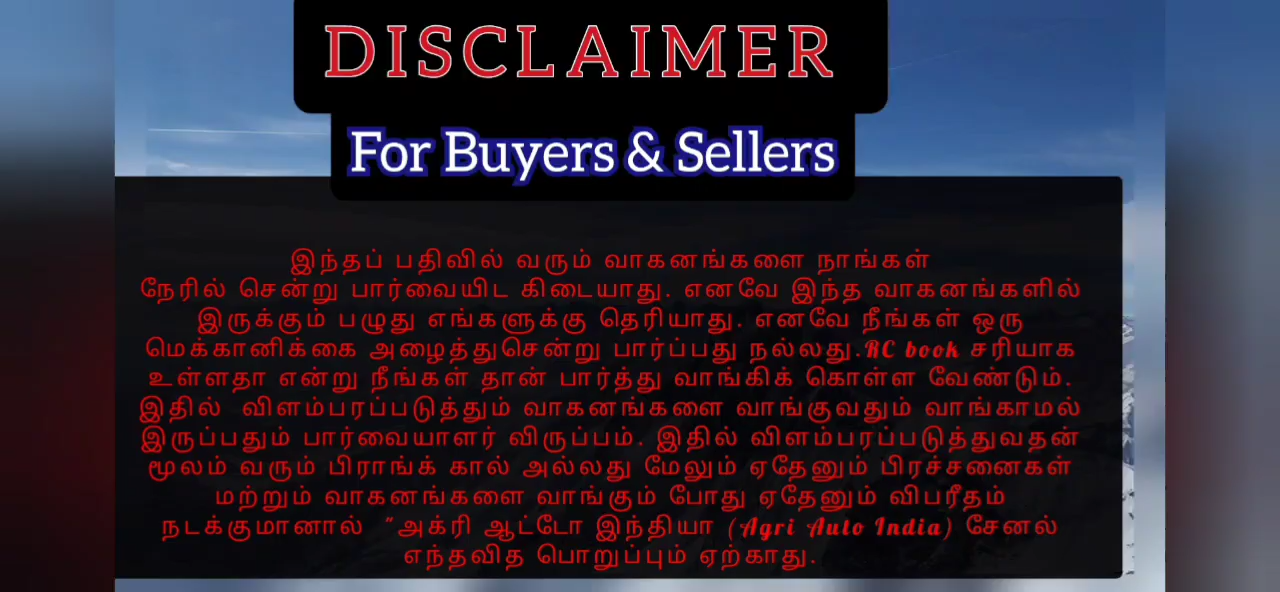 DISCLAIMER
For Buyers & Sellers
இந்தப் பதிவில் வரும் வாகனங்களை நாங்கள்
நேரில் சென்று பார்வையிட கிடையாது. எனவே இந்த வாகனங்களில்
இருக்கும் பழுது எங்களுக்கு தெரியாது. எனவே நீங்கள் ஒரு
மெக்கானிக்கை அழைத்துசென்று பார்ப்பது நல்லது.RC book சரியாக
உள்ளதா என்று நீங்கள் தான் பார்த்து வாங்கிக் கொள்ள வேண்டும்.
இதில் விளம்பரப்படுத்தும் வாகனங்களை வாங்குவதும் வாங்காமல்
இருப்பதும் பார்வையாளர் விருப்பம். இதில் விளம்பரப்படுத்துவதன்
மூலம் வரும் பிராங்க் கால் அல்லது மேலும் ஏதேனும் பிரச்சனைகள்
மற்றும் வாகனங்களை வாங்கும் போது ஏதேனும் விபரீதம்
நடக்குமானால் "அக்ரி ஆட்டோ இந்தியா (Agri Auto India) சேனல்
எந்தவித பொறுப்பும் ஏற்காது.